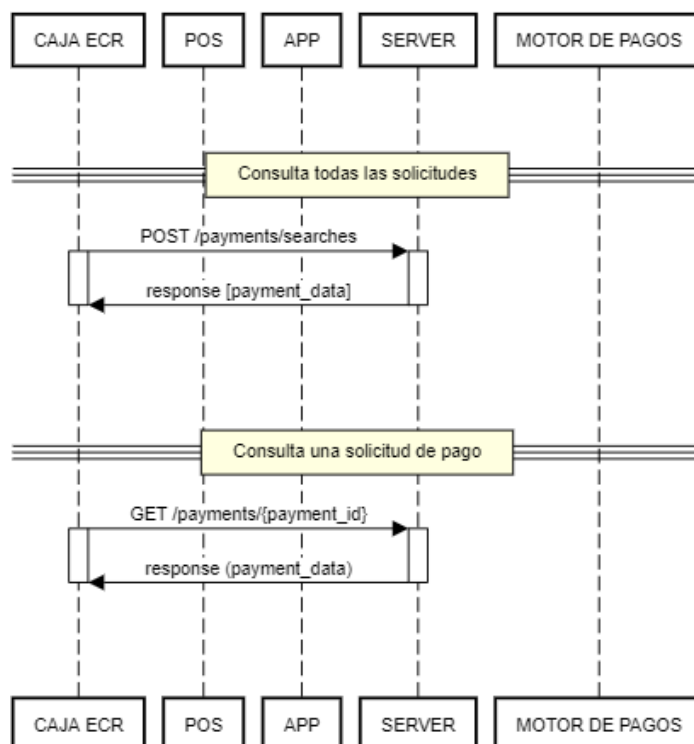 CAJA ECR
POS
APP
SERVER
MOTOR DE PAGOS
Consulta todas las solicitudes
POST /payments/searches
response [payment_data]
Consulta una solicitud de pago
GET /payments/{payment_id}
response (payment_data)
CAJA ECR
POS
APP
SERVER
MOTOR DE PAGOS